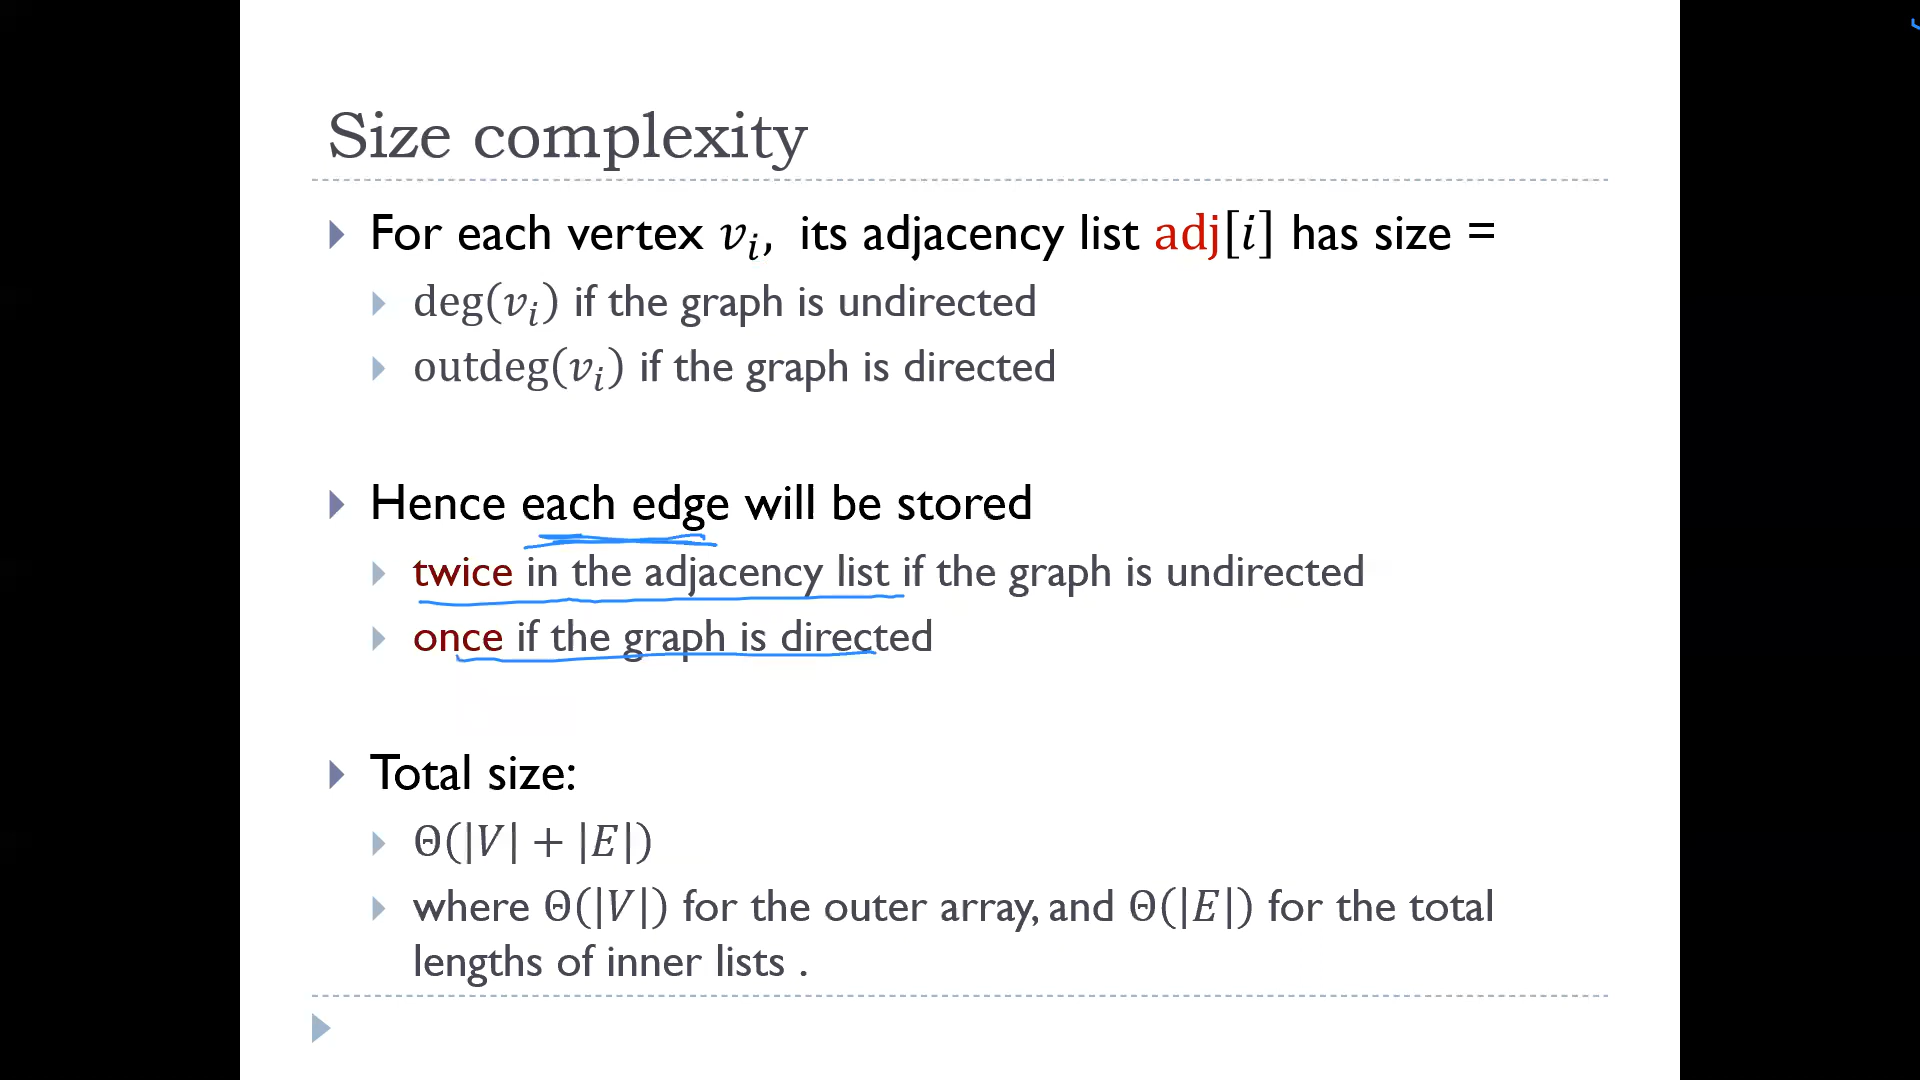 Size complexity
For each vertex 𝑣ᵢ, its adjacency list adj[𝑖] has size =
deg(𝑣ᵢ) if the graph is undirected
outdeg(𝑣ᵢ) if the graph is directed
Hence each edge will be stored
twice in the adjacency list if the graph is undirected
once if the graph is directed
Total size:
Θ(|𝑉| + |𝐸|)
where Θ(|𝑉|) for the outer array, and Θ(|𝐸|) for the total
lengths of inner lists .